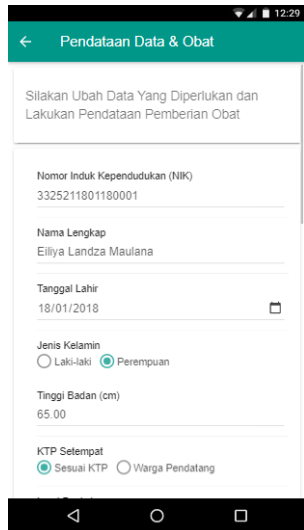 12:29
Pendataan Data & Obat
Silakan Ubah Data Yang Diperlukan dan
Lakukan Pendataan Pemberian Obat
Nomor Induk Kependudukan (NIK)
3325211801180001
Nama Lengkap
Eiliya Landza Maulana
Tanggal Lahir
18/01/2018
Jenis Kelamin
Laki-laki Perempuan
Tinggi Badan (cm)
65.00
KTP Setempat
Sesuai KTP Warga Pendatang